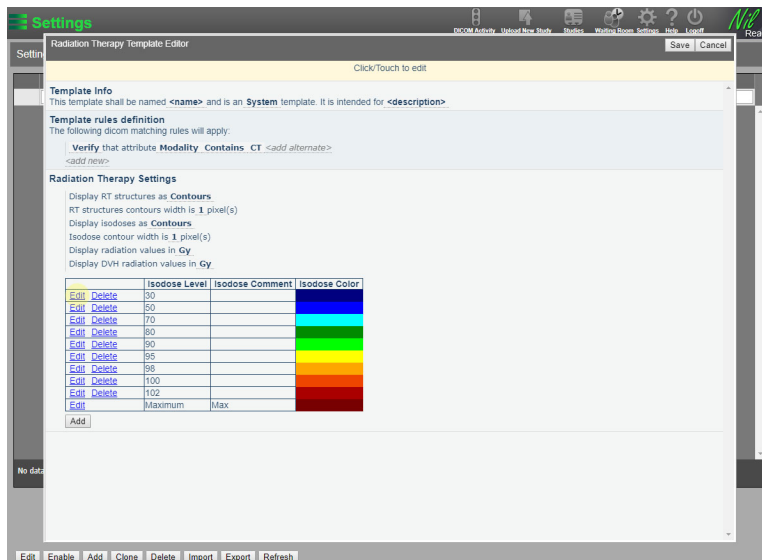 Settings
DICOM Activity Upload New Study Studies Waiting Room Settings Help Logoff
Nil
Rea
Settin
Radiation Therapy Template Editor
Save Cancel
Click/Touch to edit
Template Info
This template shall be named <name> and is an System template. It is intended for <description>
Template rules definition
The following dicom matching rules will apply:
Verify that attribute Modality Contains CT <add alternate>
<add new>
Radiation Therapy Settings
Display RT structures as Contours
RT structures contours width is 1 pixel(s)
Display isodoses as Contours
Isodose contour width is 1 pixel(s)
Display radiation values in Gy
Display DVH radiation values in Gy
Isodose Level Isodose Comment Isodose Color
Edit Delete 30
Edit Delete 50
Edit Delete 70
Edit Delete 80
Edit Delete 90
Edit Delete 95
Edit Delete 98
Edit Delete 100
Edit Delete 102
Edit Maximum Max
Add
No data
Edit Enable Add Clone Delete Import Export Refresh